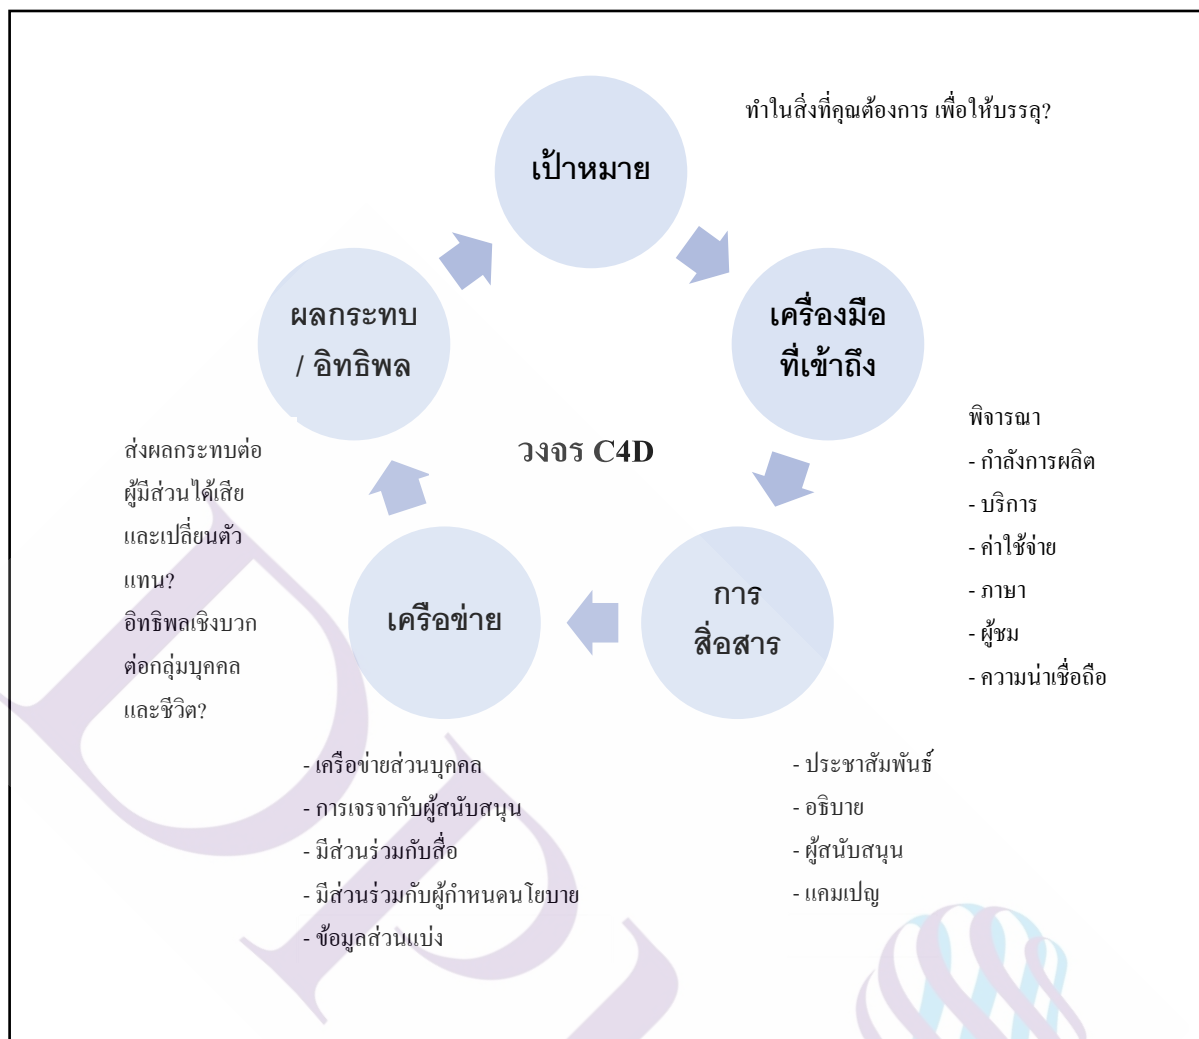 ทำในสิ่งที่คุณต้องการ เพื่อให้บรรลุ?
เป้าหมาย
เครื่องมือ
ที่เข้าถึง
พิจารณา
- กำลังการผลิต
- บริการ
- ค่าใช้จ่าย
- ภาษา
- ผู้ชม
- ความน่าเชื่อถือ
การ
สิ่อสาร
- ประชาสัมพันธ์
- อธิบาย
- ผู้สนับสนุน
- แคมเปญ
เครือข่าย
- เครือข่ายส่วนบุคคล
- การเจรจากับผู้สนับสนุน
- มีส่วนร่วมกับสื่อ
- มีส่วนร่วมกับผู้กำหนดนโยบาย
- ข้อมูลส่วนแบ่ง
ผลกระทบ
/ อิทธิพล
ส่งผลกระทบต่อ
ผู้มีส่วนได้เสีย
และเปลี่ยนตัว
แทน?
อิทธิพลเชิงบวก
ต่อกลุ่มบุคคล
และชีวิต?
วงจร C4D
DP